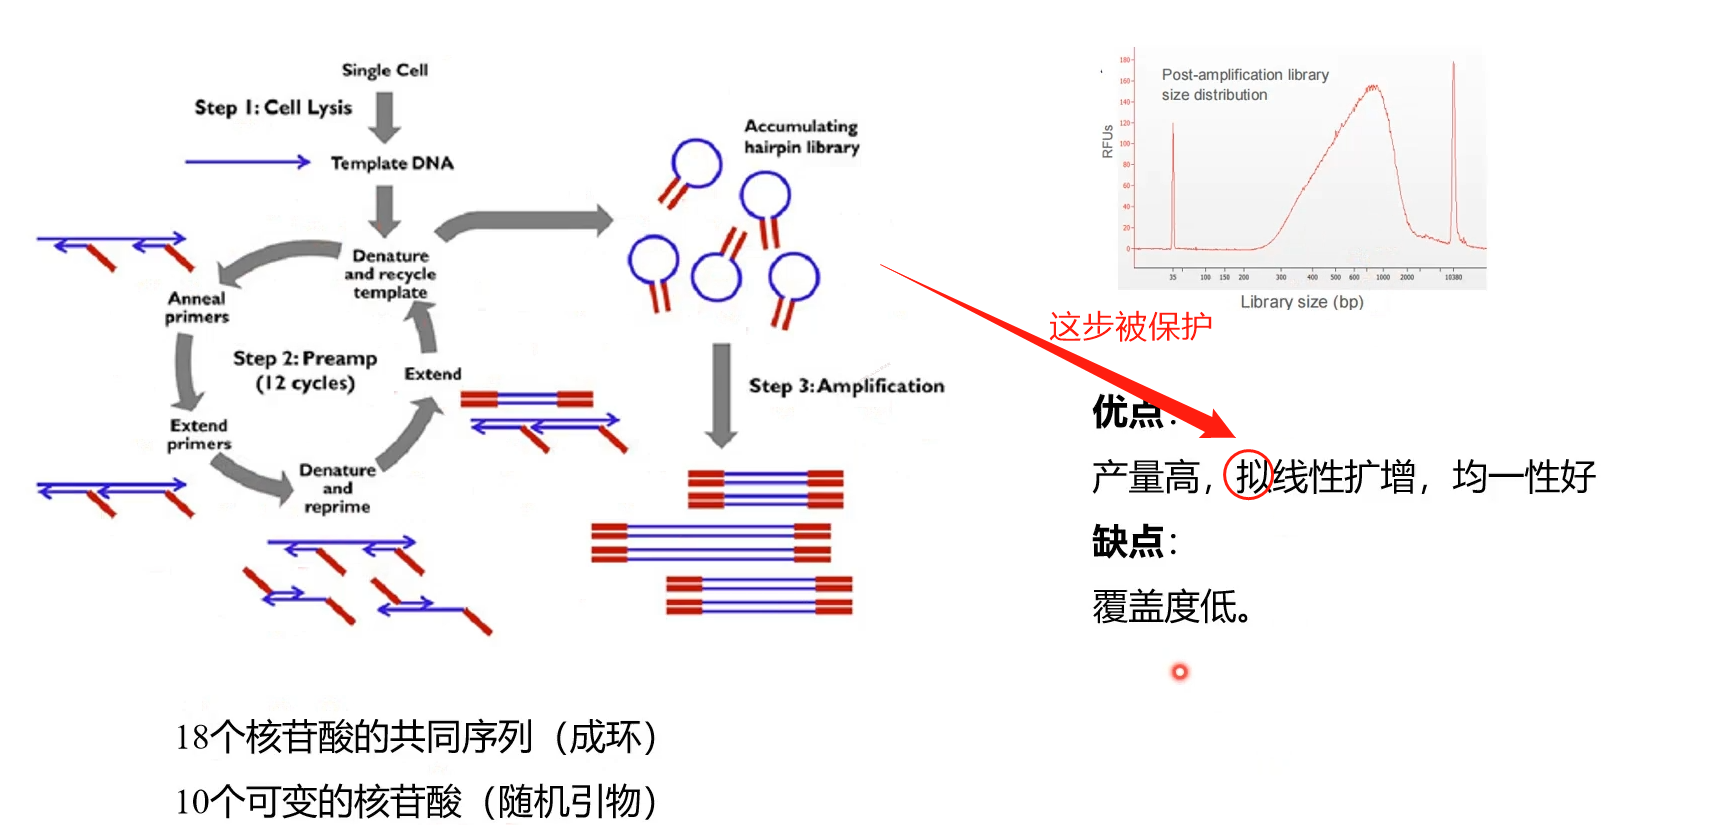 Single Cell
Step 1: Cell Lysis
Template DNA
Denature
and recycle
template
Anneal
primers
Step 2: Preamp
(12 cycles)
Extend
primers
Denature
and
reprime
Extend
Accumulating
hairpin library
Step 3: Amplification
Post-amplification library
size distribution
RFUs
180
160
140
120
100
80
60
40
20
0
35 100 150 200 300 400 500 600 1000 2000 10380
Library size (bp)
这步被保护
优点：
产量高，拟线性扩增，均一性好
缺点：
覆盖度低。
18个核苷酸的共同序列（成环）
10个可变的核苷酸（随机引物）